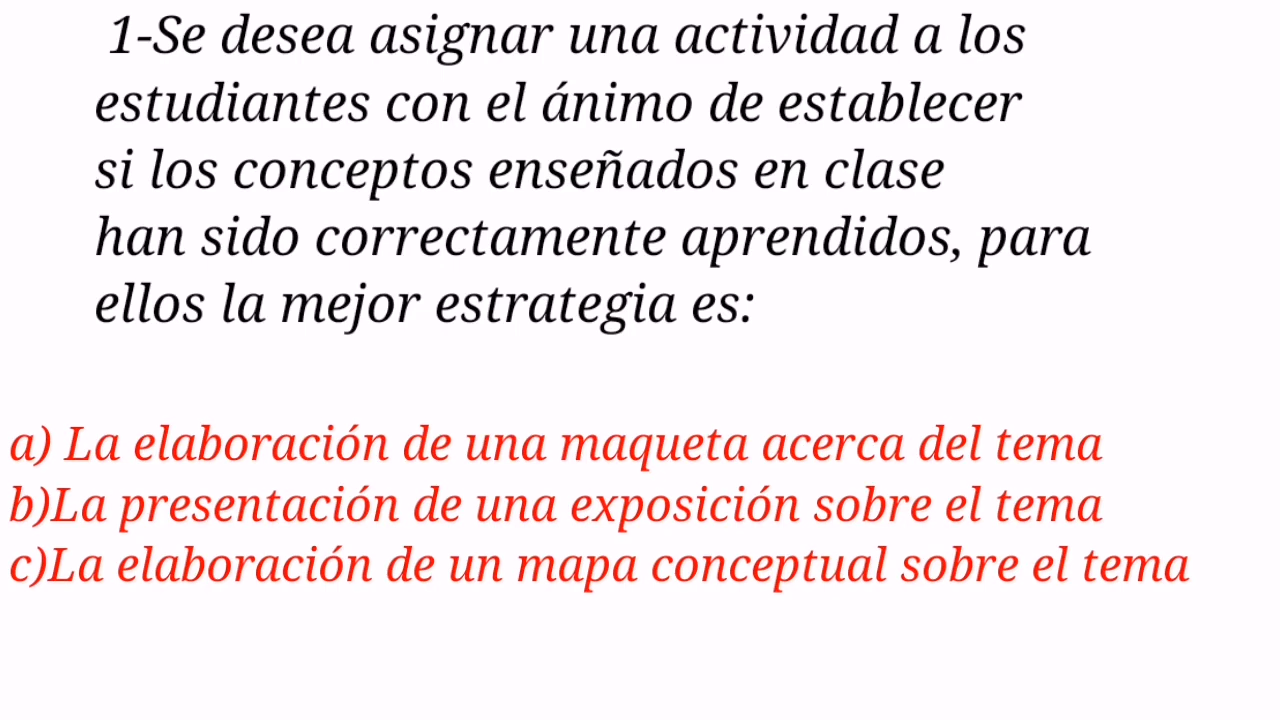 1-Se desea asignar una actividad a los
estudiantes con el ánimo de establecer
si los conceptos enseñados en clase
han sido correctamente aprendidos, para
ellos la mejor estrategia es:
a) La elaboración de una maqueta acerca del tema
b)La presentación de una exposición sobre el tema
c)La elaboración de un mapa conceptual sobre el tema